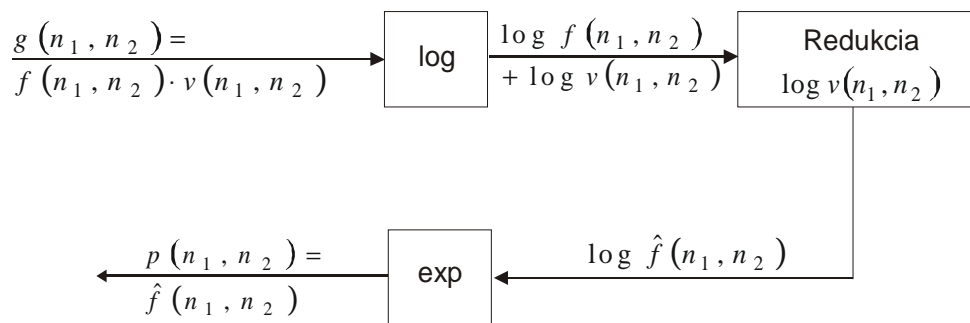 g(n₁, n₂) =
f(n₁, n₂) · v(n₁, n₂)
log
log f(n₁, n₂)
+ log v(n₁, n₂)
Redukcia
log v(n₁, n₂)
log f̂(n₁, n₂)
exp
p(n₁, n₂) =
f̂(n₁, n₂)